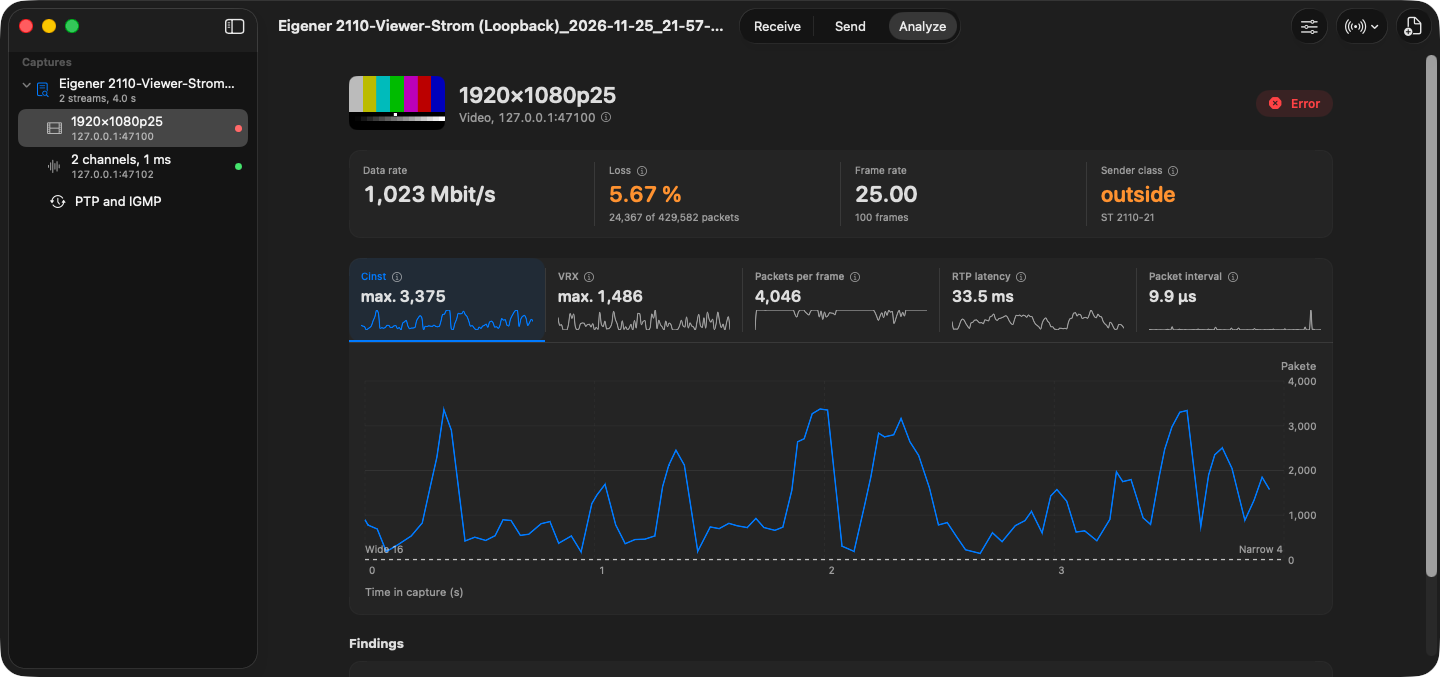 Eigener 2110-Viewer-Strom (Loopback)_2026-11-25_21-57-...
Receive
Send
Analyze
Captures
Eigener 2110-Viewer-Strom...
2 streams, 4.0 s
1920×1080p25
127.0.0.1:47100
2 channels, 1 ms
127.0.0.1:47102
PTP and IGMP
1920×1080p25
Video, 127.0.0.1:47100
Error
Data rate
1,023 Mbit/s
Loss
5.67 %
24,367 of 429,582 packets
Frame rate
25.00
100 frames
Sender class
outside
ST 2110-21
Cinst
max. 3,375
VRX
max. 1,486
Packets per frame
4,046
RTP latency
33.5 ms
Packet interval
9.9 µs
Pakete
4,000
3,000
2,000
1,000
0
Wide 16
Narrow 4
0
1
2
3
Time in capture (s)
Findings